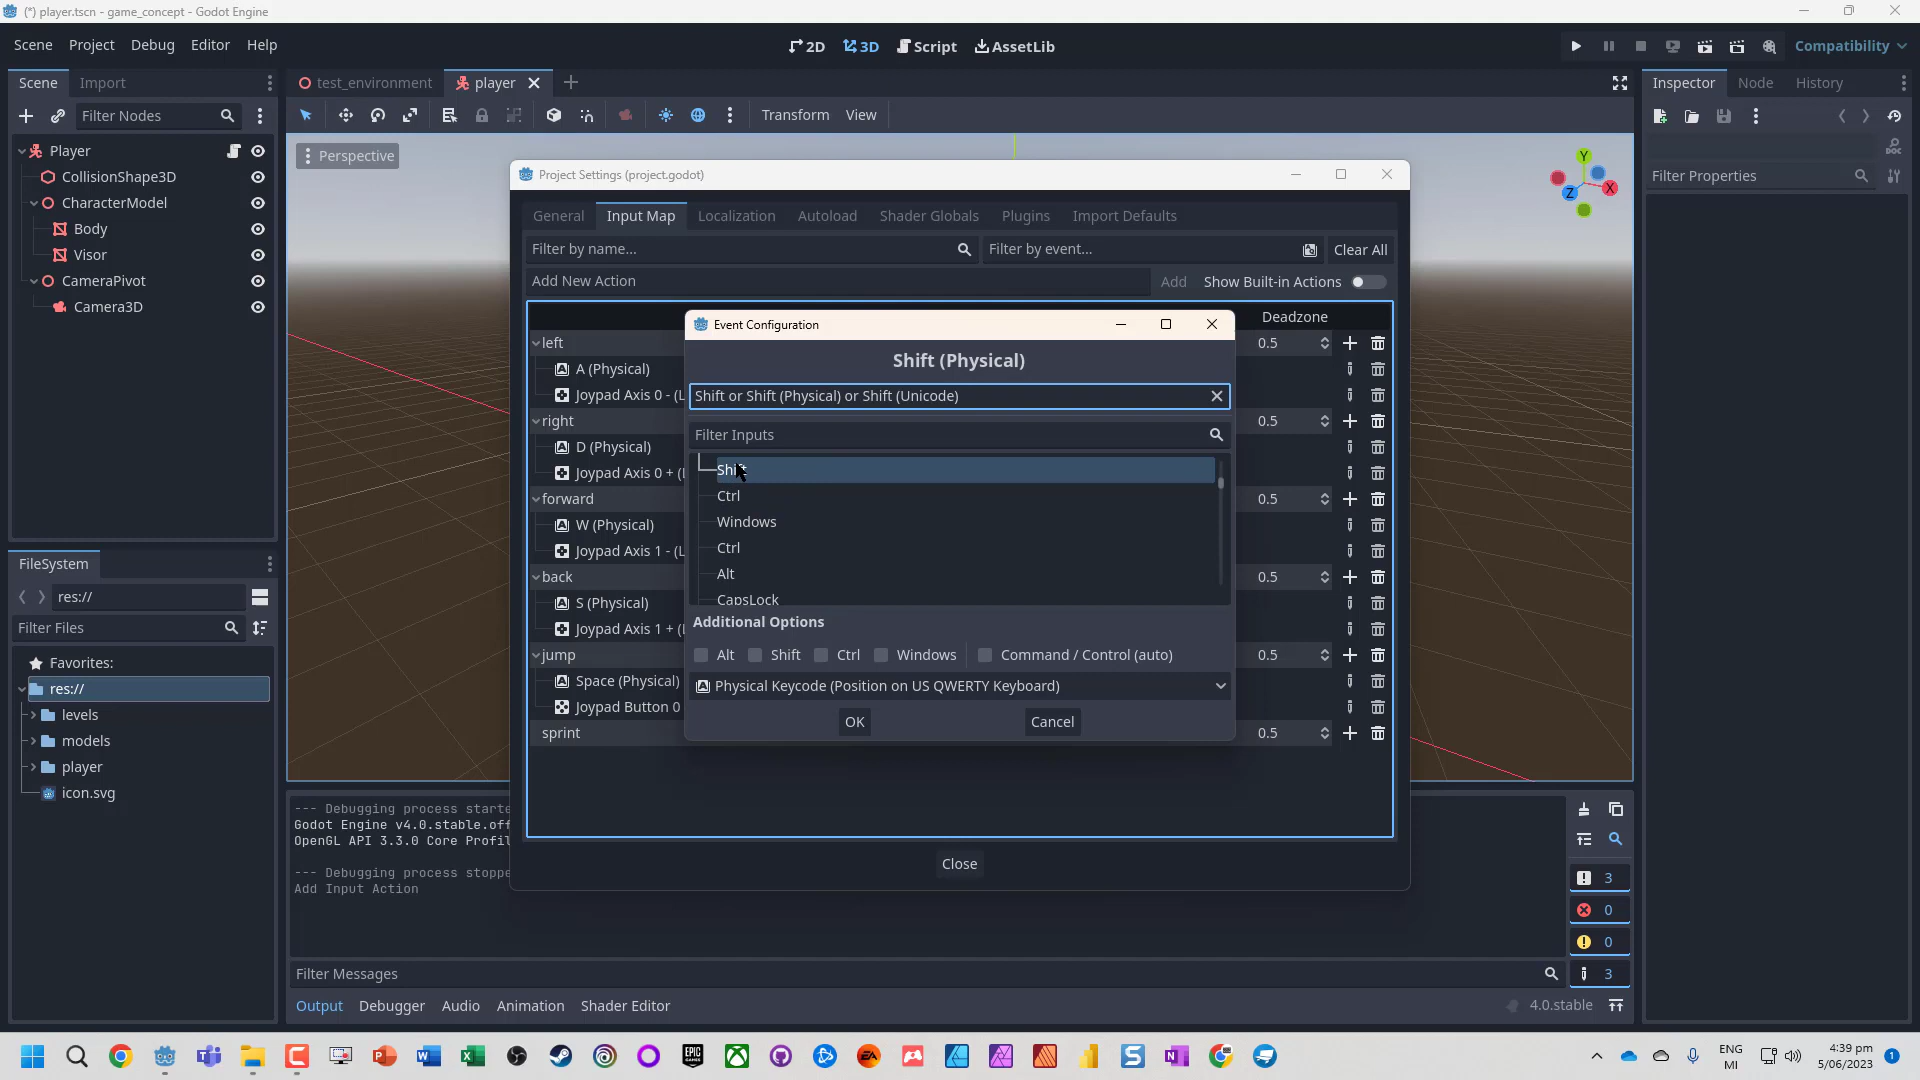 (*) player.tscn - game_concept - Godot Engine
Scene Project Debug Editor Help
2D 3D Script AssetLib
Compatibility
Scene Import
test_environment player
Inspector Node History
Filter Nodes
Transform View
Player
CollisionShape3D
CharacterModel
Body
Visor
CameraPivot
Camera3D
Perspective
Y
X
Z
Filter Properties
Project Settings (project.godot)
General Input Map Localization Autoload Shader Globals Plugins Import Defaults
Filter by name... Filter by event... Clear All
Add New Action Add Show Built-in Actions
Deadzone
left 0.5
A (Physical)
Joypad Axis 0 - (L
right 0.5
D (Physical)
Joypad Axis 0 + (
forward 0.5
W (Physical)
Joypad Axis 1 - (L
back 0.5
S (Physical)
Joypad Axis 1 + (
jump 0.5
Space (Physical)
Joypad Button 0
sprint 0.5
Close
Event Configuration
Shift (Physical)
Shift or Shift (Physical) or Shift (Unicode)
Filter Inputs
Shift
Ctrl
Windows
Ctrl
Alt
CapsLock
Additional Options
Alt Shift Ctrl Windows Command / Control (auto)
Physical Keycode (Position on US QWERTY Keyboard)
OK Cancel
FileSystem
res://
Filter Files
Favorites:
res://
levels
models
player
icon.svg
--- Debugging process starte
Godot Engine v4.0.stable.off
OpenGL API 3.3.0 Core Profil
--- Debugging process stoppe
Add Input Action
3
0
0
3
Filter Messages
Output Debugger Audio Animation Shader Editor
4.0.stable
ENG
MI
4:39 pm
5/06/2023
1